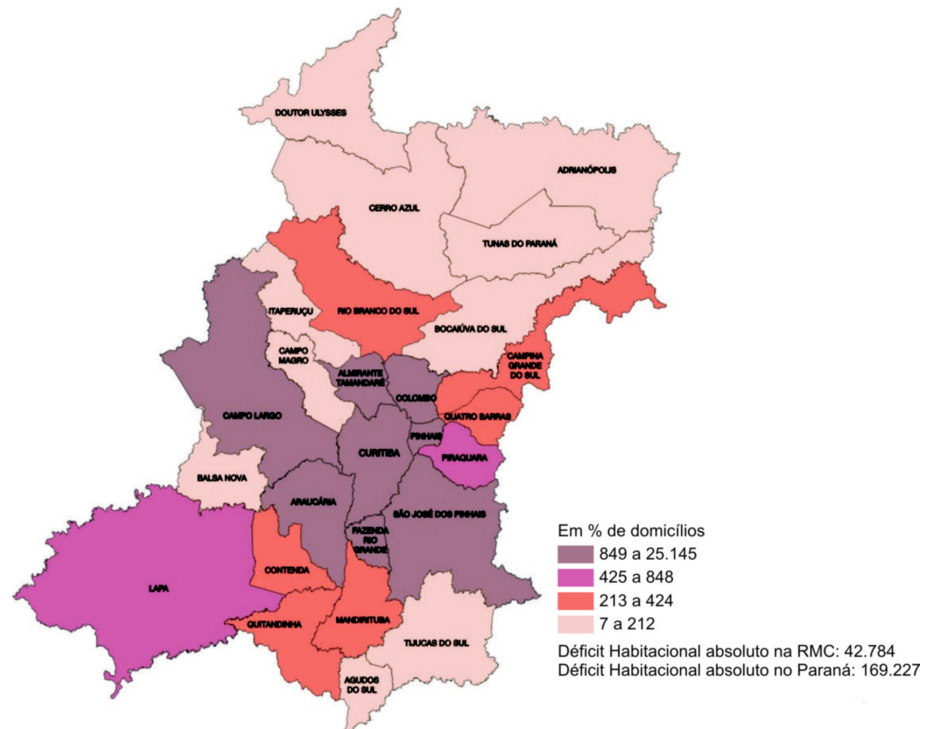 DOUTOR ULYSSES
ADRIANÓPOLIS
CERRO AZUL
TUNAS DO PARANÁ
ITAPERUÇU
RIO BRANCO DO SUL
BOCAIÚVA DO SUL
CAMPO
MAGRO
CAMPINA
GRANDE
DO SUL
ALMIRANTE
TAMANDARÉ
COLOMBO
CAMPO LARGO
QUATRO BARRAS
PINHAIS
CURITIBA
PIRAQUARA
BALSA NOVA
ARAUCÁRIA
SÃO JOSÉ DOS PINHAIS
FAZENDA
RIO
GRANDE
CONTENDA
LAPA
QUITANDINHA
MANDIRITUBA
TIJUCAS DO SUL
AGUDOS
DO SUL
Em % de domicílios
849 a 25.145
425 a 848
213 a 424
7 a 212
Déficit Habitacional absoluto na RMC: 42.784
Déficit Habitacional absoluto no Paraná: 169.227